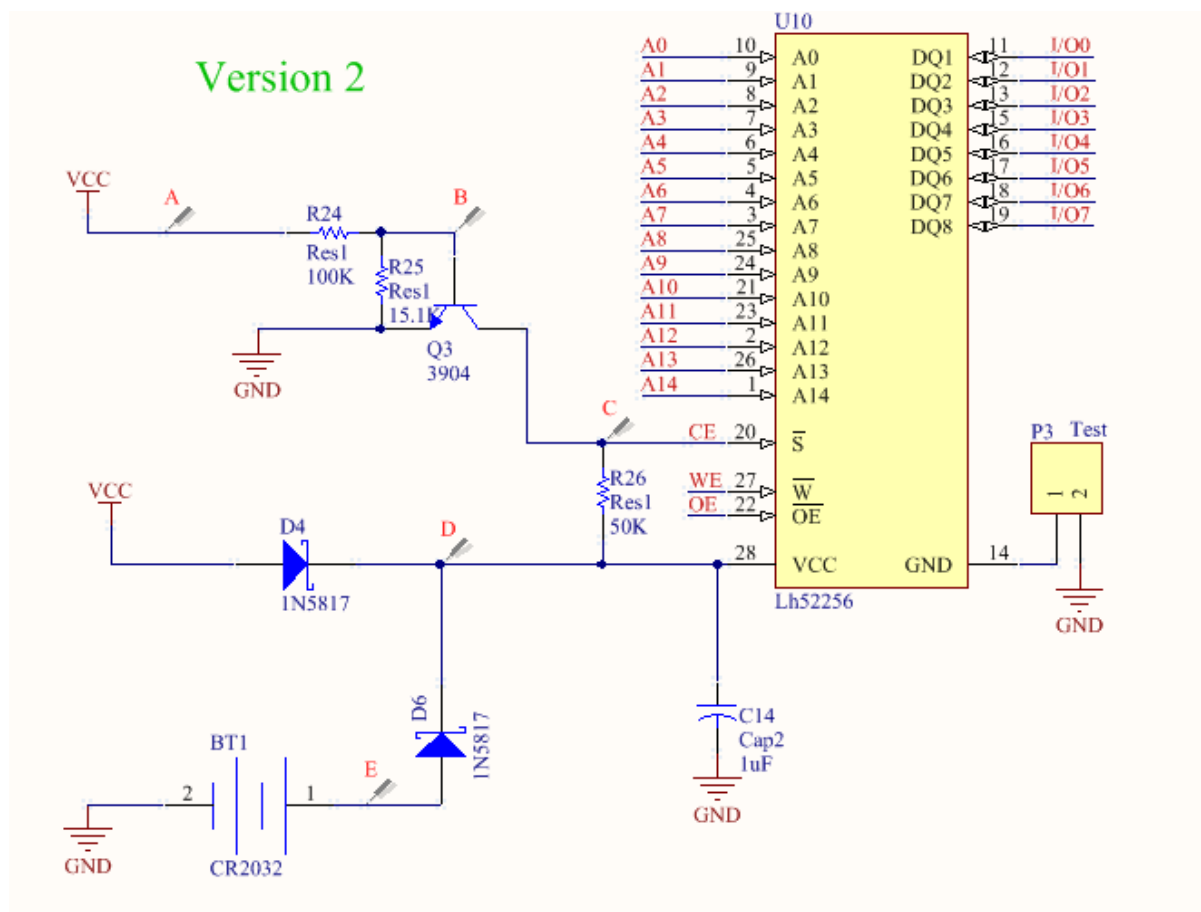 Version 2
U10
A0 10 A0 DQ1 11 I/O0
A1 9 A1 DQ2 12 I/O1
A2 8 A2 DQ3 13 I/O2
A3 7 A3 DQ4 15 I/O3
A4 6 A4 DQ5 16 I/O4
A5 5 A5 DQ6 17 I/O5
A6 4 A6 DQ7 18 I/O6
A7 3 A7 DQ8 19 I/O7
A8 25 A8
A9 24 A9
A10 21 A10
A11 23 A11
A12 2 A12
A13 26 A13
A14 1 A14
CE 20 S
WE 27 W
OE 22 OE
28 VCC GND 14
Lh52256
P3 Test
1 2
GND
VCC
A
B
R24
Res1
100K
R25
Res1
15.1K
Q3
3904
GND
C
R26
Res1
50K
VCC
D4
1N5817
D
D6
1N5817
BT1
2 1
E
GND
CR2032
C14
Cap2
1uF
GND